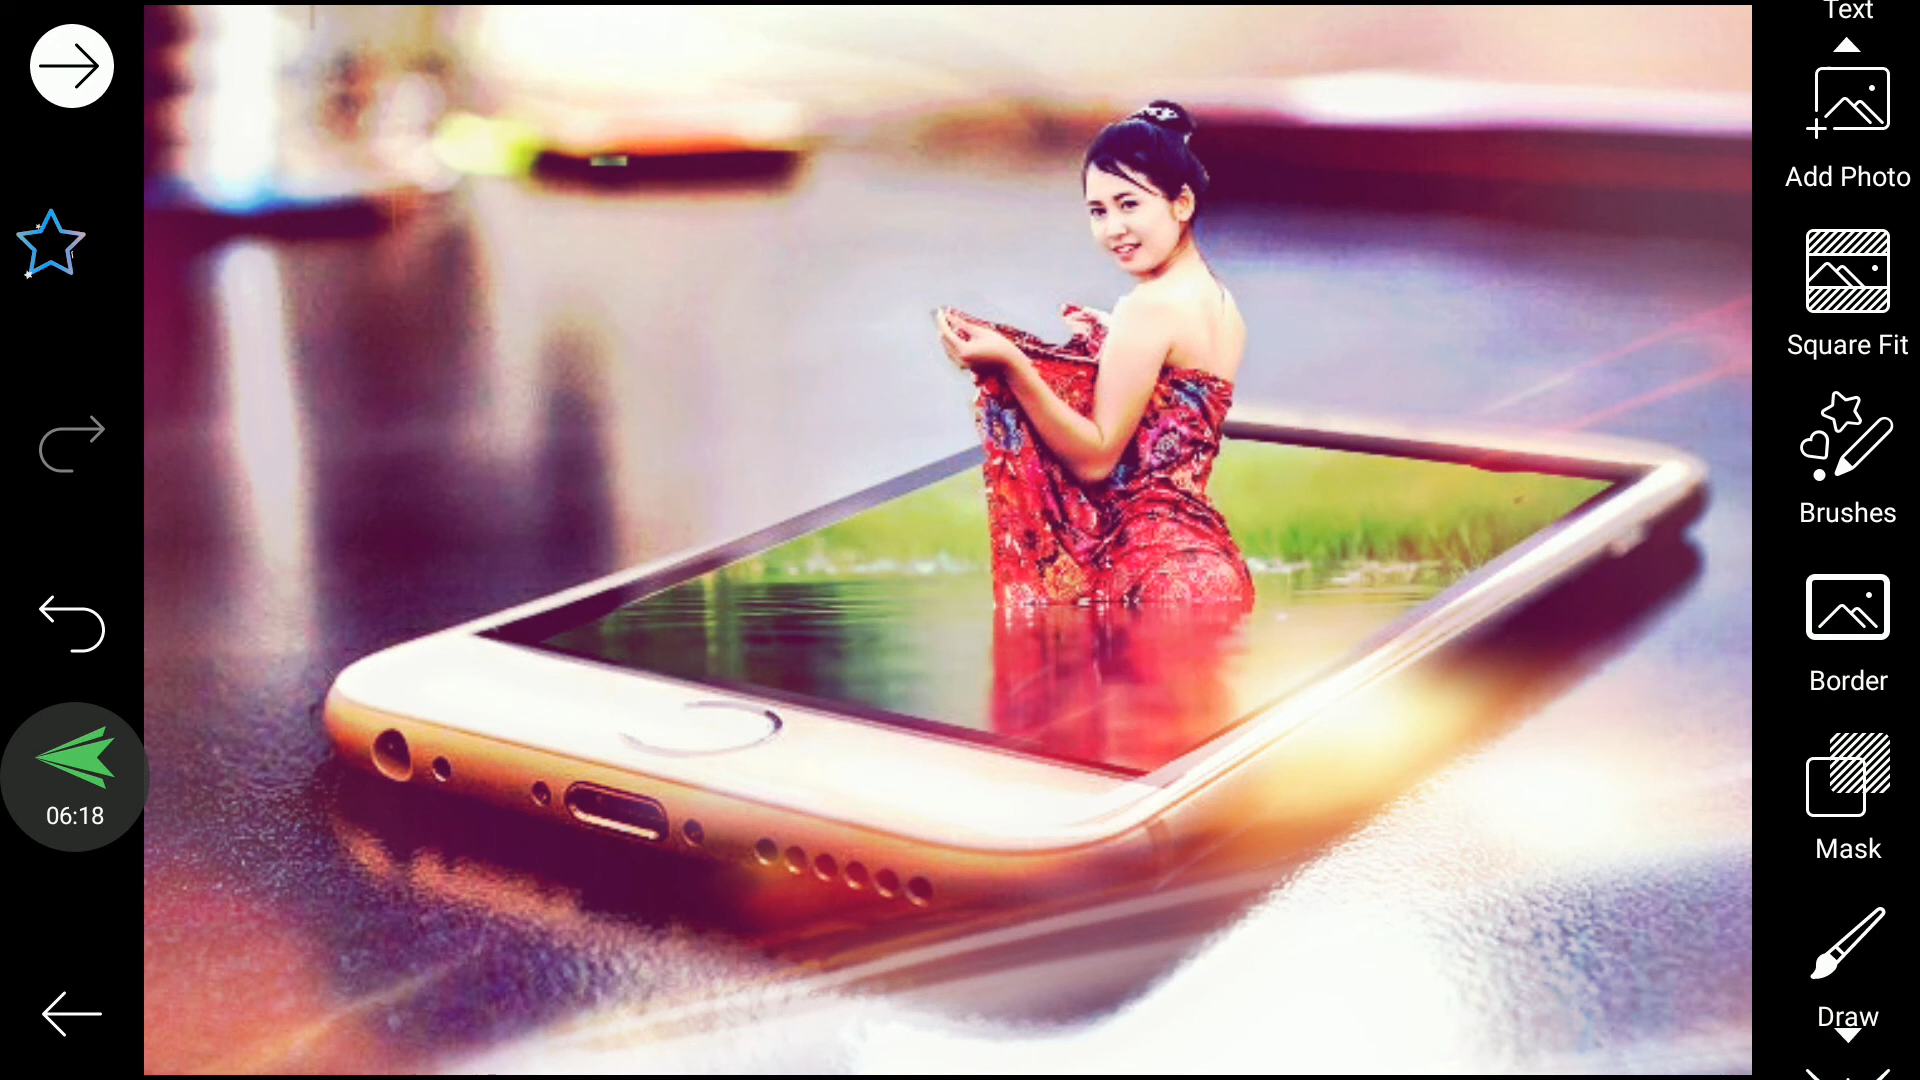 Text
Add Photo
Square Fit
Brushes
Border
Mask
Draw
06:18